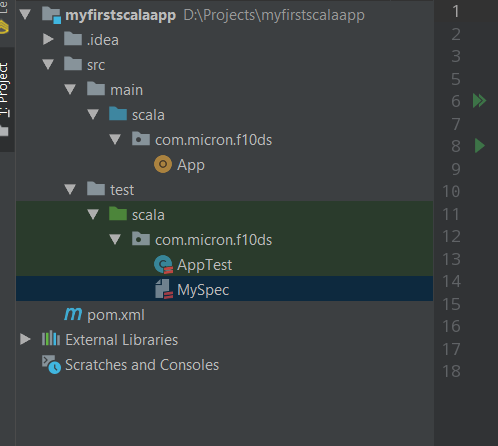 1: Project
myfirstscalaapp D:\Projects\myfirstscalaapp
.idea
src
main
scala
com.micron.f10ds
App
test
scala
com.micron.f10ds
AppTest
MySpec
pom.xml
External Libraries
Scratches and Consoles
1
2
3
5
6
7
8
9
10
11
12
13
14
15
16
17
18